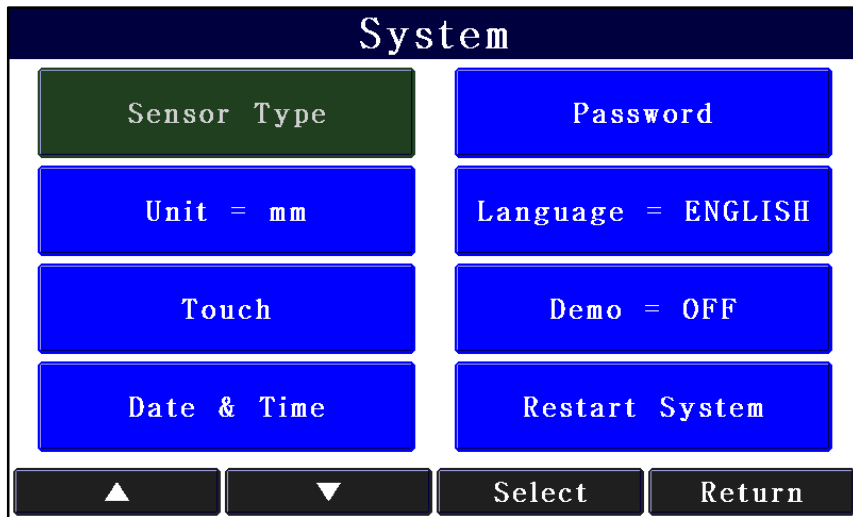 System
Sensor Type
Password
Unit = mm
Language = ENGLISH
Touch
Demo = OFF
Date & Time
Restart System
▲ ▼ Select Return